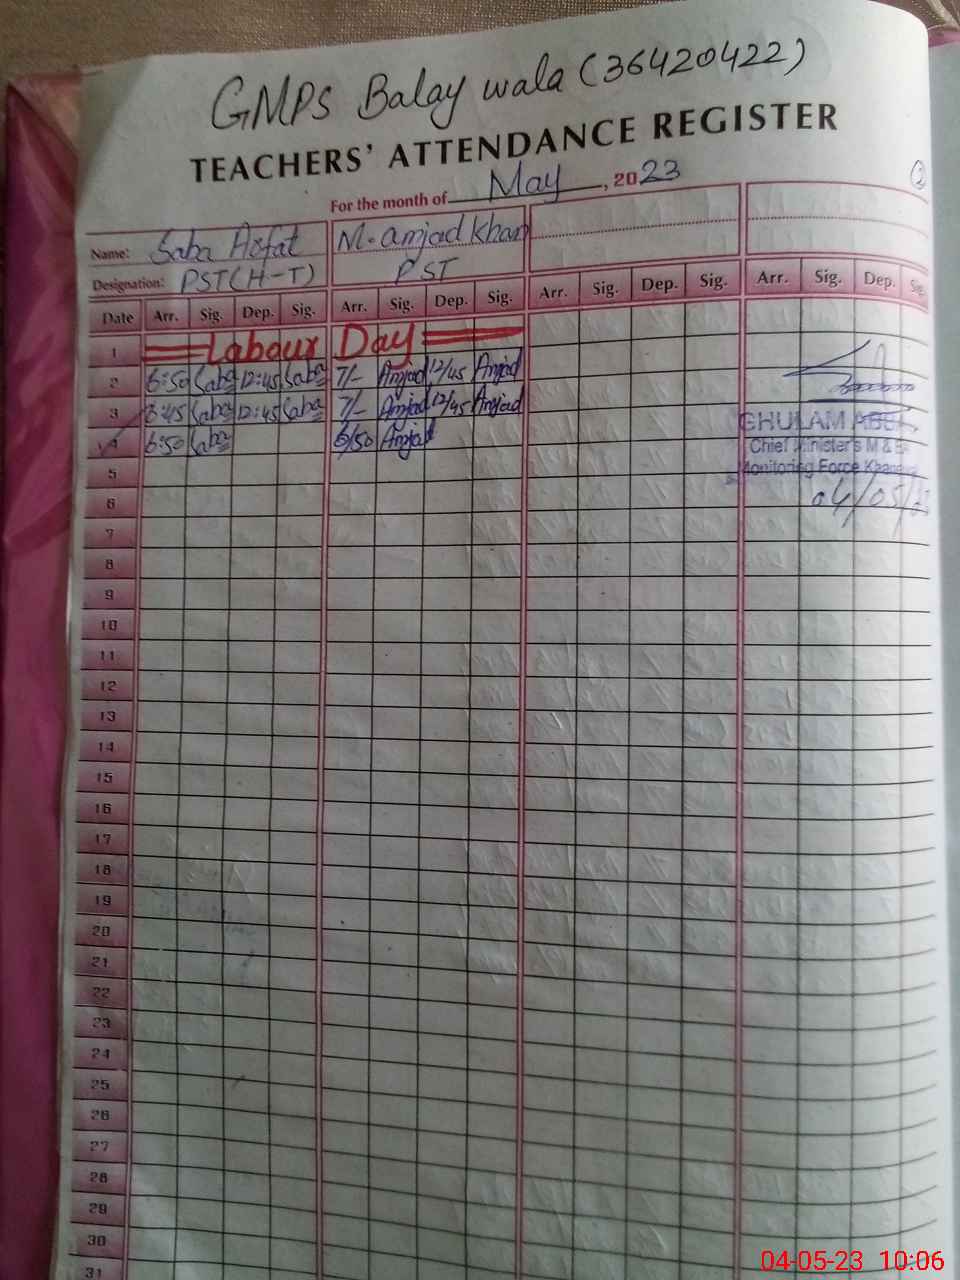 GMPS Balay wala (36420422)
TEACHERS' ATTENDANCE REGISTER
For the month of May, 2023
2
Name: Saba M. Amjad Khan
Designation: PST(H-T) PST
Date Arr. Sig. Dep. Sig. Arr. Sig. Dep. Sig. Arr. Sig. Dep. Sig. Arr. Sig. Dep. Sig.
1 Labour Day
2 6:50 Saba 12:45 Saba 7/- Amjad 12/45 Amjad
3 6:45 Saba 12:45 Saba 7/- Amjad 12/45 Amjad
4 6:50 Saba 6/50 Amjad
GHULAM
Chief Minister's M &
5
Monitoring Force
6
04/05/23
7
8
9
10
11
12
13
14
15
16
17
18
19
20
21
22
23
24
25
26
27
28
29
30
31
04-05-23 10:06